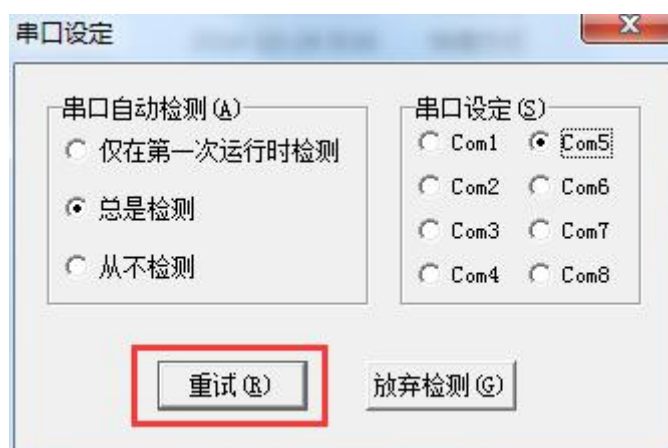 串口设定
X
串口自动检测(A)
仅在第一次运行时检测
总是检测
从不检测
串口设定(S)
Com1 Com5
Com2 Com6
Com3 Com7
Com4 Com8
重试(R)
放弃检测(G)